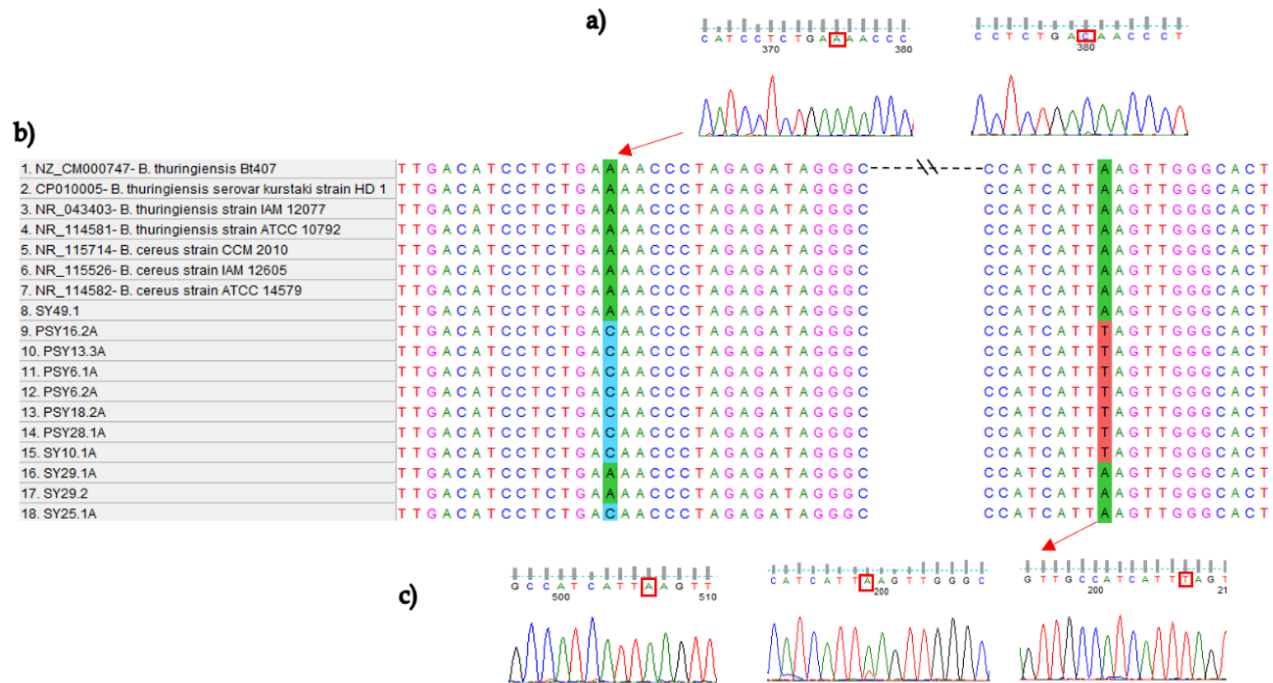 a)
C A T C C T C T G A A A A C C C
370 380
C C T C T G A C A A C C C T
380
b)
1. NZ_CM000747- B. thuringiensis Bt407 T T G A C A T C C T C T G A A A A C C C T A G A G A T A G G G C C C A T C A T T A A G T T G G G C A C T
2. CP010005- B. thuringiensis serovar kurstaki strain HD 1 T T G A C A T C C T C T G A A A A C C C T A G A G A T A G G G C C C A T C A T T A A G T T G G G C A C T
3. NR_043403- B. thuringiensis strain IAM 12077 T T G A C A T C C T C T G A A A A C C C T A G A G A T A G G G C C C A T C A T T A A G T T G G G C A C T
4. NR_114581- B. thuringiensis strain ATCC 10792 T T G A C A T C C T C T G A A A A C C C T A G A G A T A G G G C C C A T C A T T A A G T T G G G C A C T
5. NR_115714- B. cereus strain CCM 2010 T T G A C A T C C T C T G A A A A C C C T A G A G A T A G G G C C C A T C A T T A A G T T G G G C A C T
6. NR_115526- B. cereus strain IAM 12605 T T G A C A T C C T C T G A A A A C C C T A G A G A T A G G G C C C A T C A T T A A G T T G G G C A C T
7. NR_114582- B. cereus strain ATCC 14579 T T G A C A T C C T C T G A A A A C C C T A G A G A T A G G G C C C A T C A T T A A G T T G G G C A C T
8. SY49.1 T T G A C A T C C T C T G A A A A C C C T A G A G A T A G G G C C C A T C A T T A A G T T G G G C A C T
9. PSY16.2A T T G A C A T C C T C T G A C A A C C C T A G A G A T A G G G C C C A T C A T T T A G T T G G G C A C T
10. PSY13.3A T T G A C A T C C T C T G A C A A C C C T A G A G A T A G G G C C C A T C A T T T A G T T G G G C A C T
11. PSY6.1A T T G A C A T C C T C T G A C A A C C C T A G A G A T A G G G C C C A T C A T T T A G T T G G G C A C T
12. PSY6.2A T T G A C A T C C T C T G A C A A C C C T A G A G A T A G G G C C C A T C A T T T A G T T G G G C A C T
13. PSY18.2A T T G A C A T C C T C T G A C A A C C C T A G A G A T A G G G C C C A T C A T T T A G T T G G G C A C T
14. PSY28.1A T T G A C A T C C T C T G A C A A C C C T A G A G A T A G G G C C C A T C A T T T A G T T G G G C A C T
15. SY10.1A T T G A C A T C C T C T G A C A A C C C T A G A G A T A G G G C C C A T C A T T T A G T T G G G C A C T
16. SY29.1A T T G A C A T C C T C T G A A A A C C C T A G A G A T A G G G C C C A T C A T T A A G T T G G G C A C T
17. SY29.2 T T G A C A T C C T C T G A A A A C C C T A G A G A T A G G G C C C A T C A T T A A G T T G G G C A C T
18. SY25.1A T T G A C A T C C T C T G A C A A C C C T A G A G A T A G G G C C C A T C A T T A A G T T G G G C A C T
c)
G C C A T C A T T A A G T T
500 510
C A T C A T T A A G T T G G G C
200
G T T G C C A T C A T T T A G T
200 21